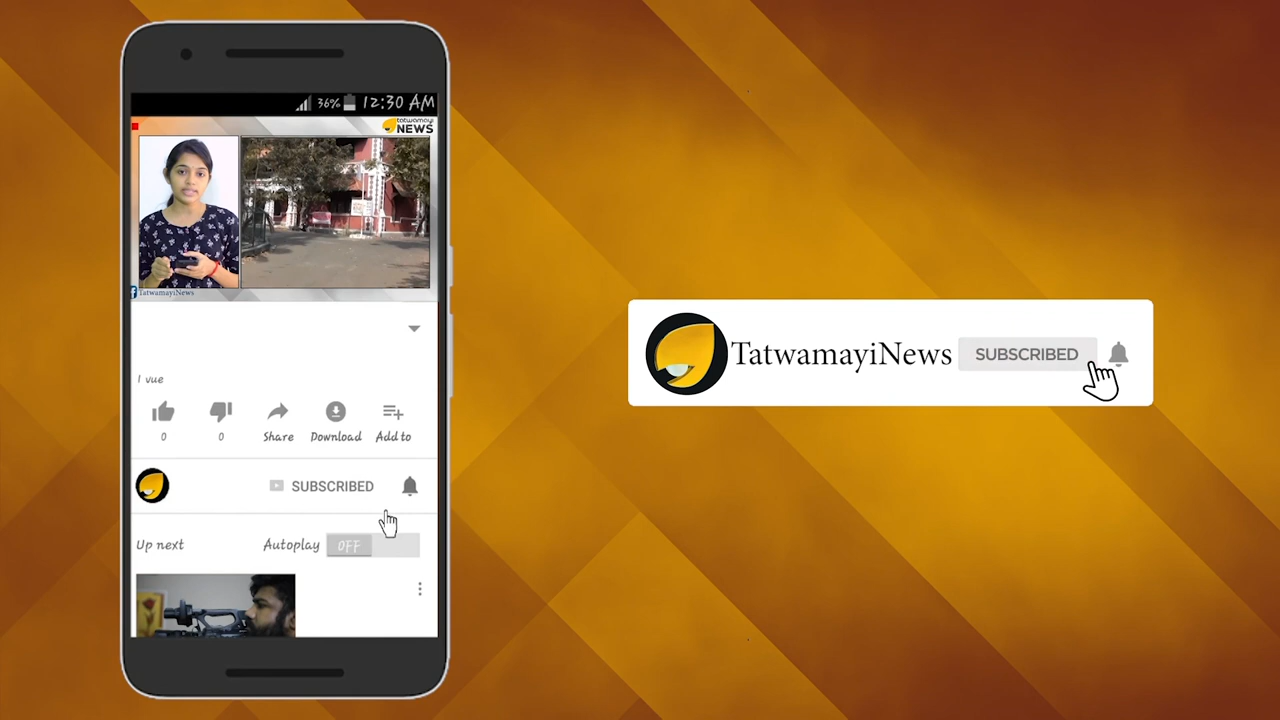 36% 12:30 AM
tatwamayi
NEWS
TatwamayiNews
1 vue
0 0 Share Download Add to
SUBSCRIBED
Up next Autoplay OFF
TatwamayiNews SUBSCRIBED